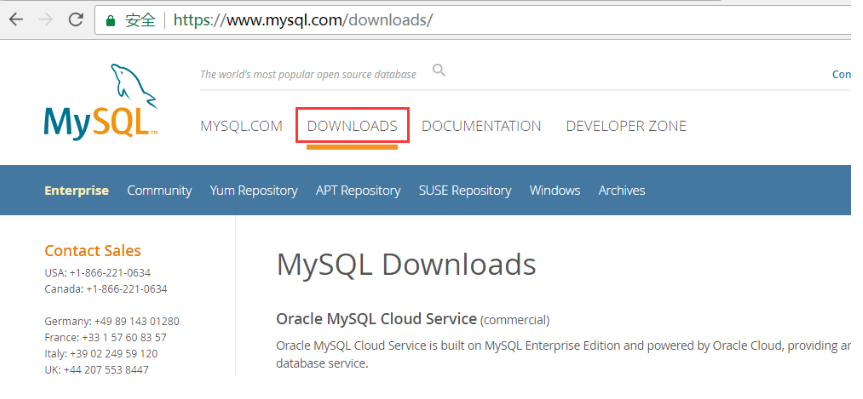 安全 https://www.mysql.com/downloads/
The world's most popular open source database
Con
MySQL™
MYSQL.COM DOWNLOADS DOCUMENTATION DEVELOPER ZONE
Enterprise Community Yum Repository APT Repository SUSE Repository Windows Archives
Contact Sales
USA: +1-866-221-0634
Canada: +1-866-221-0634
Germany: +49 89 143 01280
France: +33 1 57 60 83 57
Italy: +39 02 249 59 120
UK: +44 207 553 8447
MySQL Downloads
Oracle MySQL Cloud Service (commercial)
Oracle MySQL Cloud Service is built on MySQL Enterprise Edition and powered by Oracle Cloud, providing an
database service.